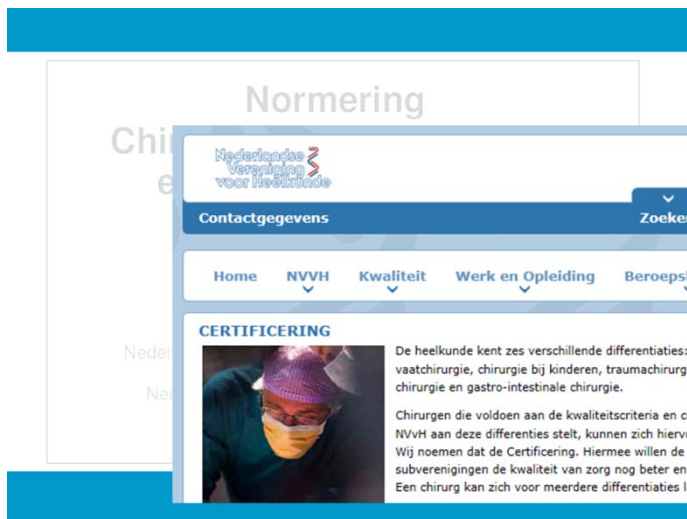 Normering
Chi
e
Neder
Ned
Nederlandse
Vereniging
voor Heelkunde
Contactgegevens
Zoeken
Home NVVH Kwaliteit Werk en Opleiding Beroepsb
CERTIFICERING
De heelkunde kent zes verschillende differentiaties:
vaatchirurgie, chirurgie bij kinderen, traumachirurg
chirurgie en gastro-intestinale chirurgie.
Chirurgen die voldoen aan de kwaliteitscriteria en c
NVvH aan deze differenties stelt, kunnen zich hierv
Wij noemen dat de Certificering. Hiermee willen de
subverenigingen de kwaliteit van zorg nog beter en
Een chirurg kan zich voor meerdere differentiaties l